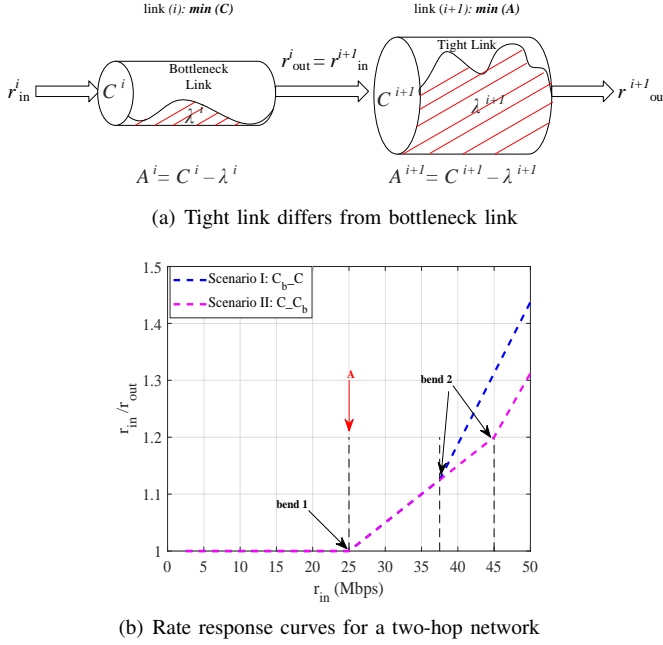 link (i): min (C)
link (i+1): min (A)
Bottleneck
Link
Tight Link
r^i_in
C^i
λ^i
r^i_out = r^{i+1}_in
C^{i+1}
λ^{i+1}
r^{i+1}_ou
A^i = C^i − λ^i
A^{i+1} = C^{i+1} − λ^{i+1}
(a) Tight link differs from bottleneck link
1.5
Scenario I: C_b_C
Scenario II: C_C_b
1.4
1.3
A
bend 2
r_in/r_out
1.2
1.1
bend 1
1
5 10 15 20 25 30 35 40 45 50
r_in (Mbps)
(b) Rate response curves for a two-hop network